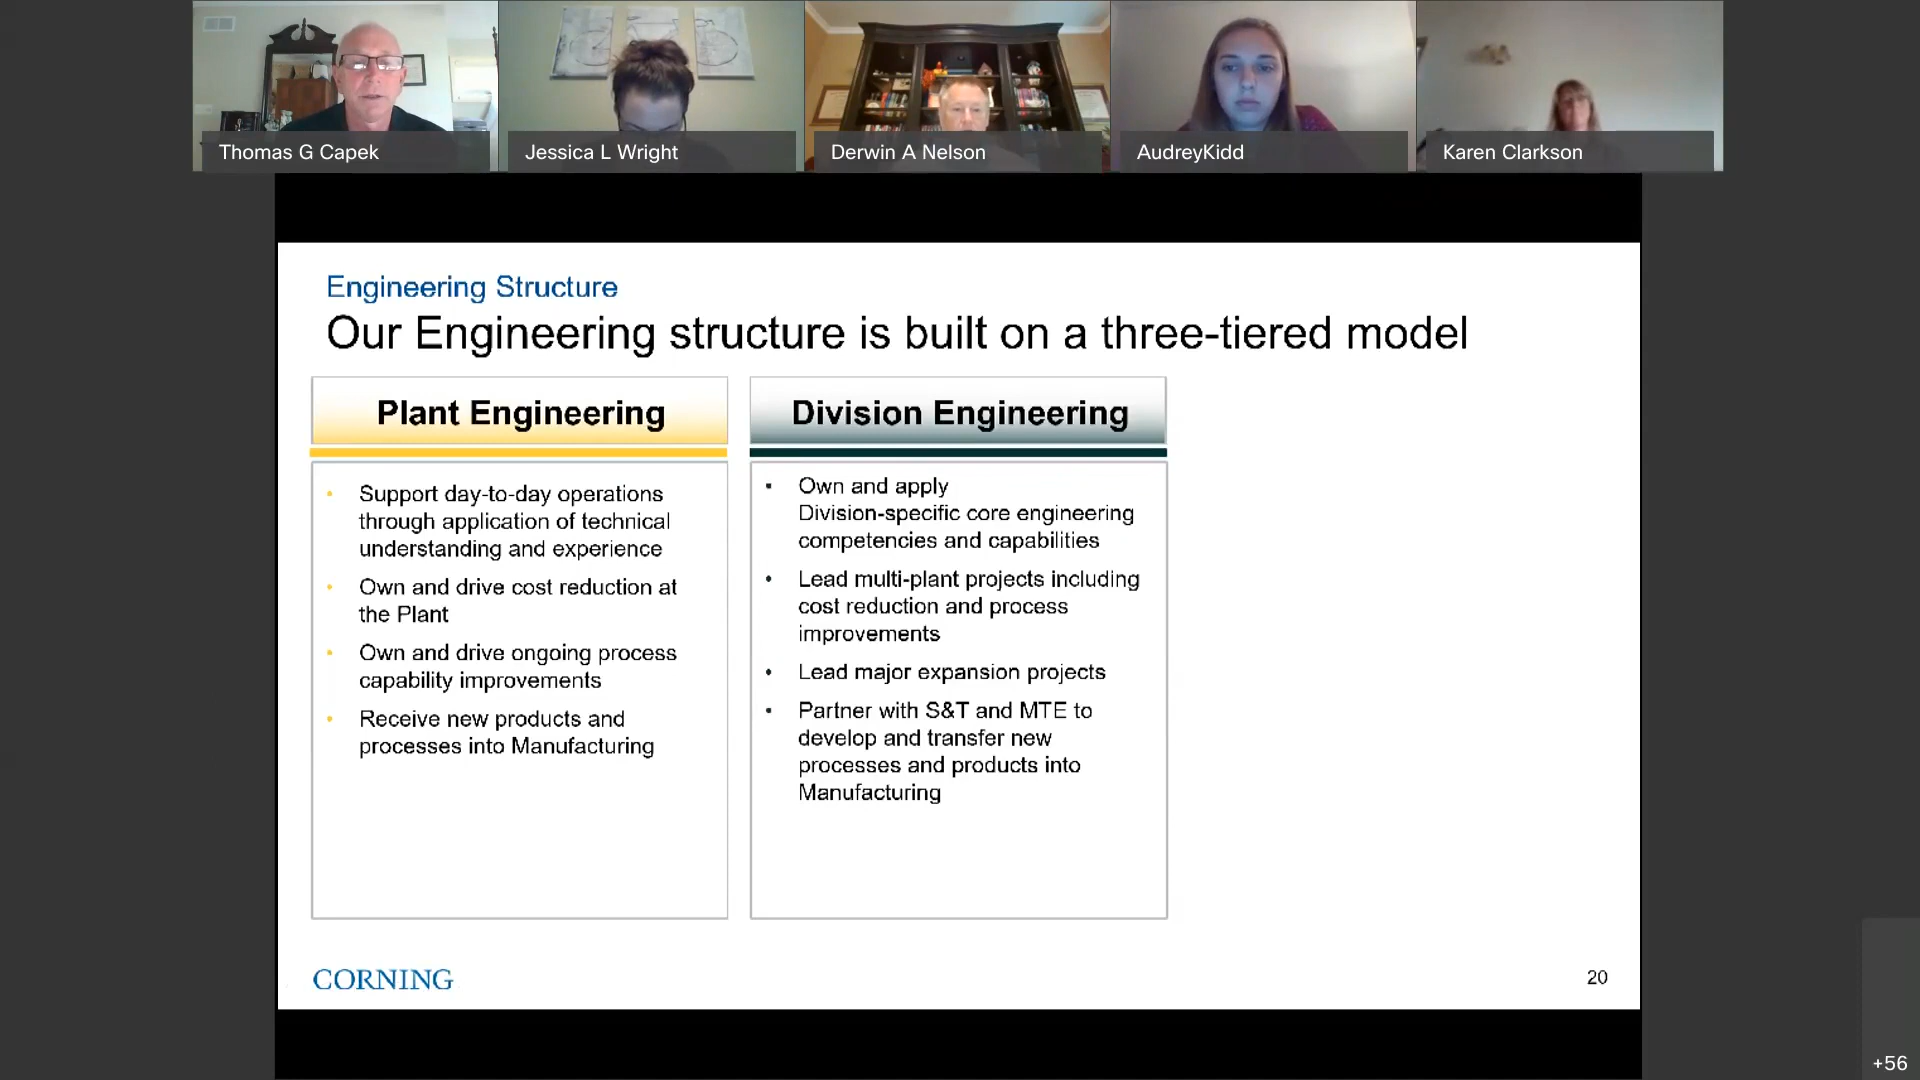 Thomas G Capek
Jessica L Wright
Derwin A Nelson
AudreyKidd
Karen Clarkson
Engineering Structure
Our Engineering structure is built on a three-tiered model
Plant Engineering
• Support day-to-day operations
through application of technical
understanding and experience
• Own and drive cost reduction at
the Plant
• Own and drive ongoing process
capability improvements
• Receive new products and
processes into Manufacturing
Division Engineering
• Own and apply
Division-specific core engineering
competencies and capabilities
• Lead multi-plant projects including
cost reduction and process
improvements
• Lead major expansion projects
• Partner with S&T and MTE to
develop and transfer new
processes and products into
Manufacturing
CORNING
20
+56